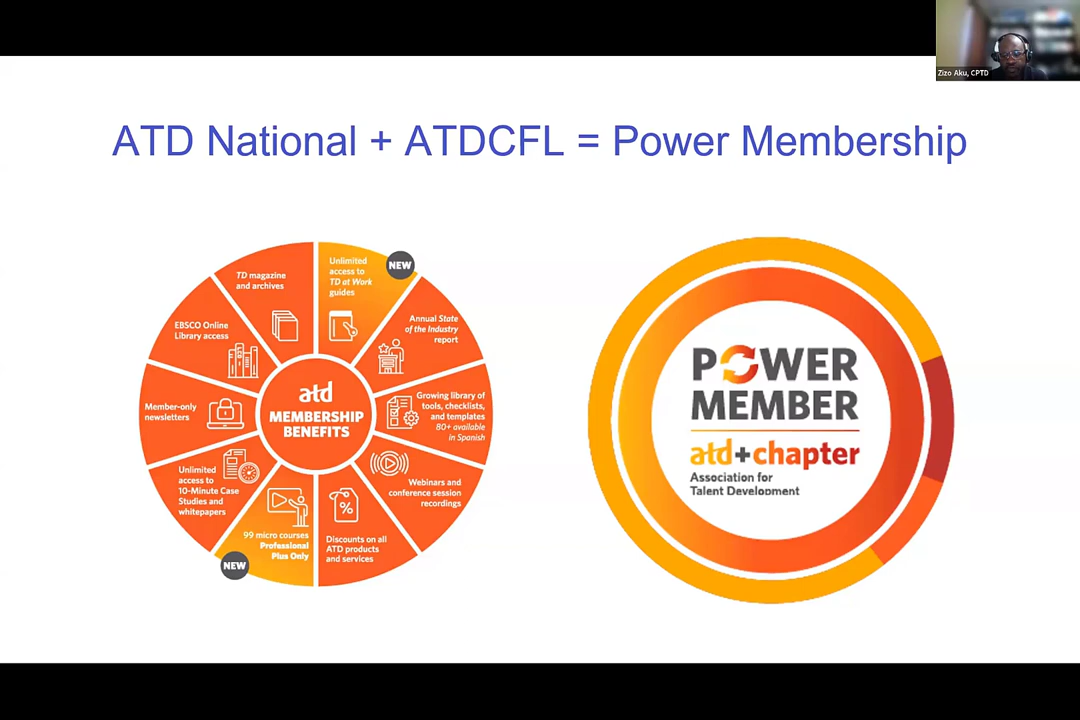 Zizo Aku, CPTD
ATD National + ATDCFL = Power Membership
Unlimited
access to
TD at Work
guides
NEW
Annual State
of the Industry
report
Growing library of
tools, checklists,
and templates
80+ available
in Spanish
Webinars and
conference session
recordings
Discounts on all
ATD products
and services
%
99 micro courses
Professional
Plus Only
NEW
Unlimited
access to
10-Minute Case
Studies and
whitepapers
Member-only
newsletters
EBSCO Online
Library access
TD magazine
and archives
atd
MEMBERSHIP
BENEFITS
POWER
MEMBER
atd+chapter
Association for
Talent Development